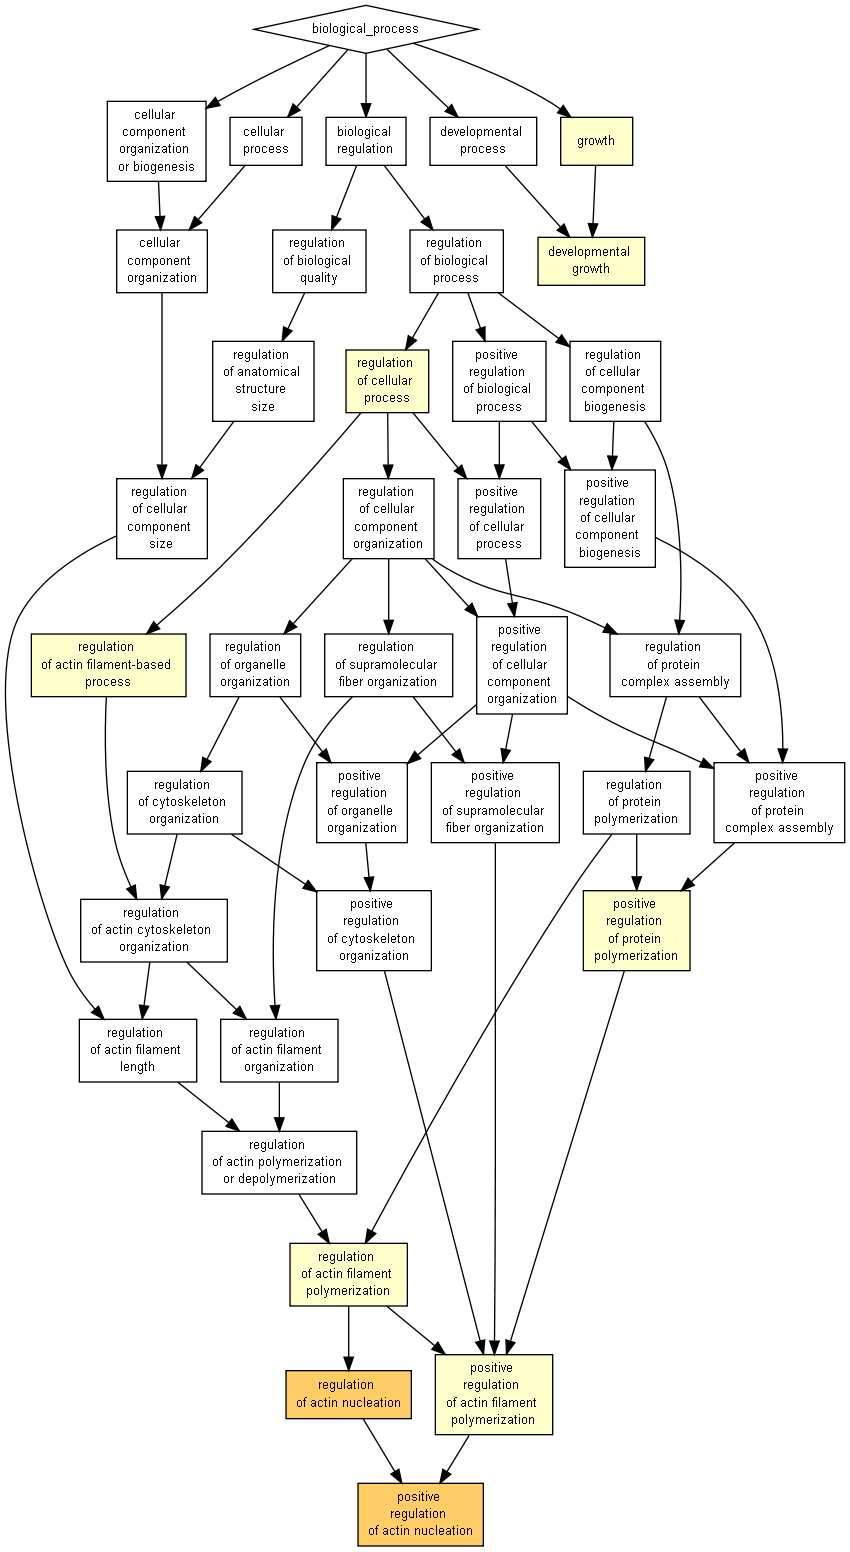 biological_process
cellular
component
organization
or biogenesis
cellular
process
biological
regulation
developmental
process
growth
cellular
component
organization
regulation
of biological
quality
regulation
of biological
process
developmental
growth
regulation
of anatomical
structure
size
regulation
of cellular
process
positive
regulation
of biological
process
regulation
of cellular
component
biogenesis
regulation
of cellular
component
size
regulation
of cellular
component
organization
positive
regulation
of cellular
process
positive
regulation
of cellular
component
biogenesis
regulation
of actin filament-based
process
regulation
of organelle
organization
regulation
of supramolecular
fiber organization
positive
regulation
of cellular
component
organization
regulation
of protein
complex assembly
regulation
of cytoskeleton
organization
positive
regulation
of organelle
organization
positive
regulation
of supramolecular
fiber organization
regulation
of protein
polymerization
positive
regulation
of protein
complex assembly
regulation
of actin cytoskeleton
organization
positive
regulation
of cytoskeleton
organization
positive
regulation
of protein
polymerization
regulation
of actin filament
length
regulation
of actin filament
organization
regulation
of actin polymerization
or depolymerization
regulation
of actin filament
polymerization
regulation
of actin nucleation
positive
regulation
of actin filament
polymerization
positive
regulation
of actin nucleation